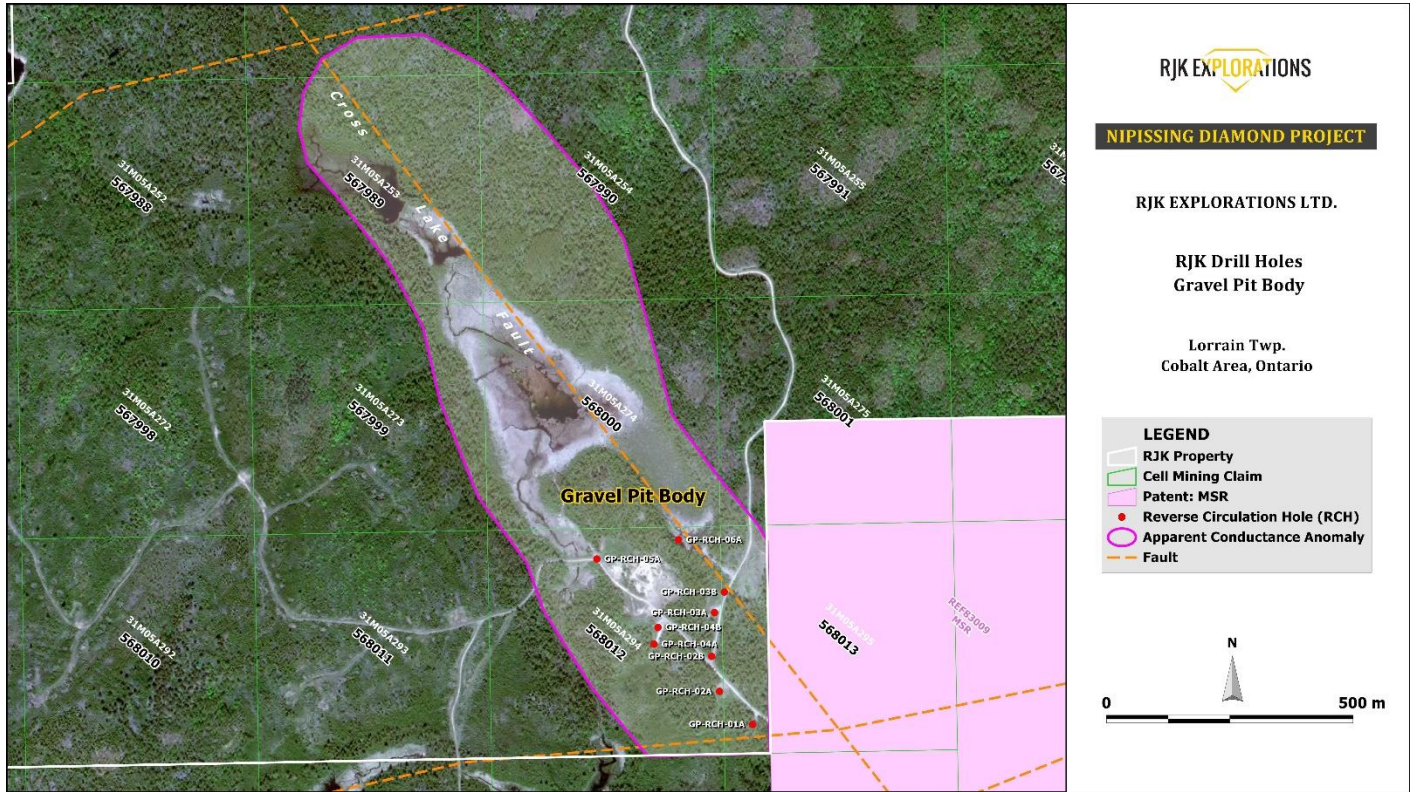 31M05A252
567988
31M05A253
567989
31M05A254
567990
31M05A255
567991
Cross
Lake
Fault
31M05A272
567998
31M05A273
567999
31M05A274
568000
31M05A275
568001
Gravel Pit Body
GP-RCH-06A
GP-RCH-05A
GP-RCH-03B
GP-RCH-03A
GP-RCH-04B
GP-RCH-04A
GP-RCH-02B
GP-RCH-02A
GP-RCH-01A
31M05A292
568010
31M05A293
568011
31M05A294
568012
568013
MSR
RJK EXPLORATIONS
NIPISSING DIAMOND PROJECT
RJK EXPLORATIONS LTD.
RJK Drill Holes
Gravel Pit Body
Lorrain Twp.
Cobalt Area, Ontario
LEGEND
RJK Property
Cell Mining Claim
Patent: MSR
Reverse Circulation Hole (RCH)
Apparent Conductance Anomaly
Fault
N
0 500 m